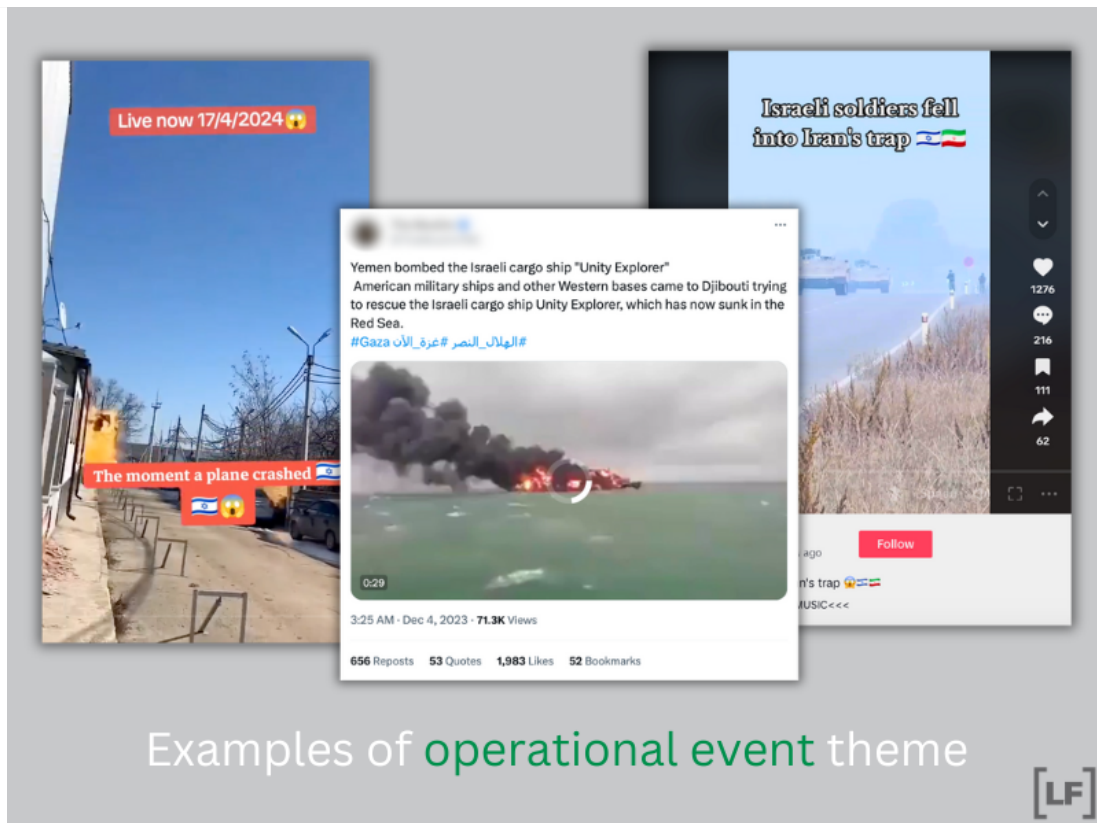 Live now 17/4/2024😱
The moment a plane crashed 🇮🇱
🇮🇱😱
Yemen bombed the Israeli cargo ship "Unity Explorer"
American military ships and other Western bases came to Djibouti trying
to rescue the Israeli cargo ship Unity Explorer, which has now sunk in the
Red Sea.
#الهلال_النصر #غزة_الأن #Gaza
0:29
3:25 AM · Dec 4, 2023 · 71.3K Views
656 Reposts 53 Quotes 1,983 Likes 52 Bookmarks
Israeli soldiers fell
into Iran's trap 🇮🇱🇮🇷
1276
216
111
62
ago
Follow
n's trap 😱🇮🇱🇮🇷
MUSIC<<<
Examples of operational event theme
[LF]